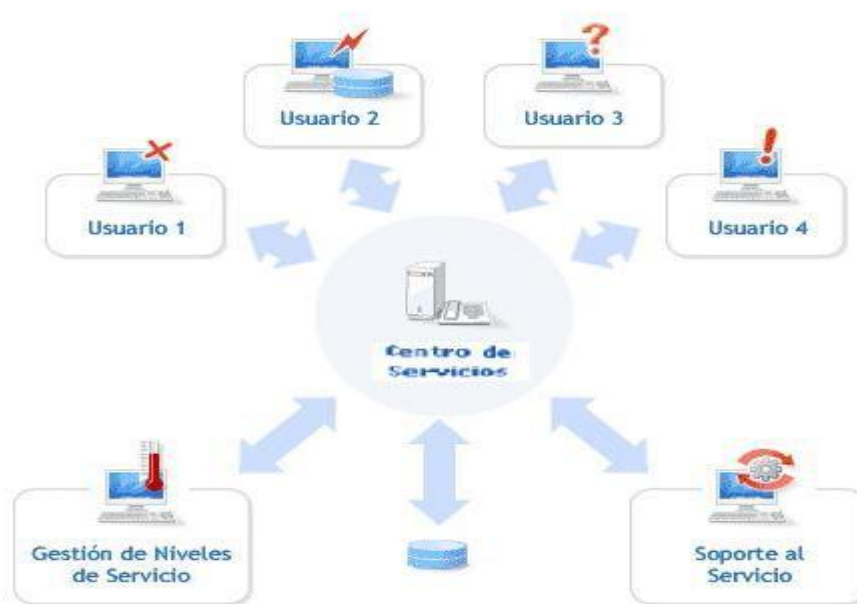 Usuario 2
Usuario 3
Usuario 1
Usuario 4
Centro de
Servicios
Gestión de Niveles
de Servicio
Soporte al
Servicio